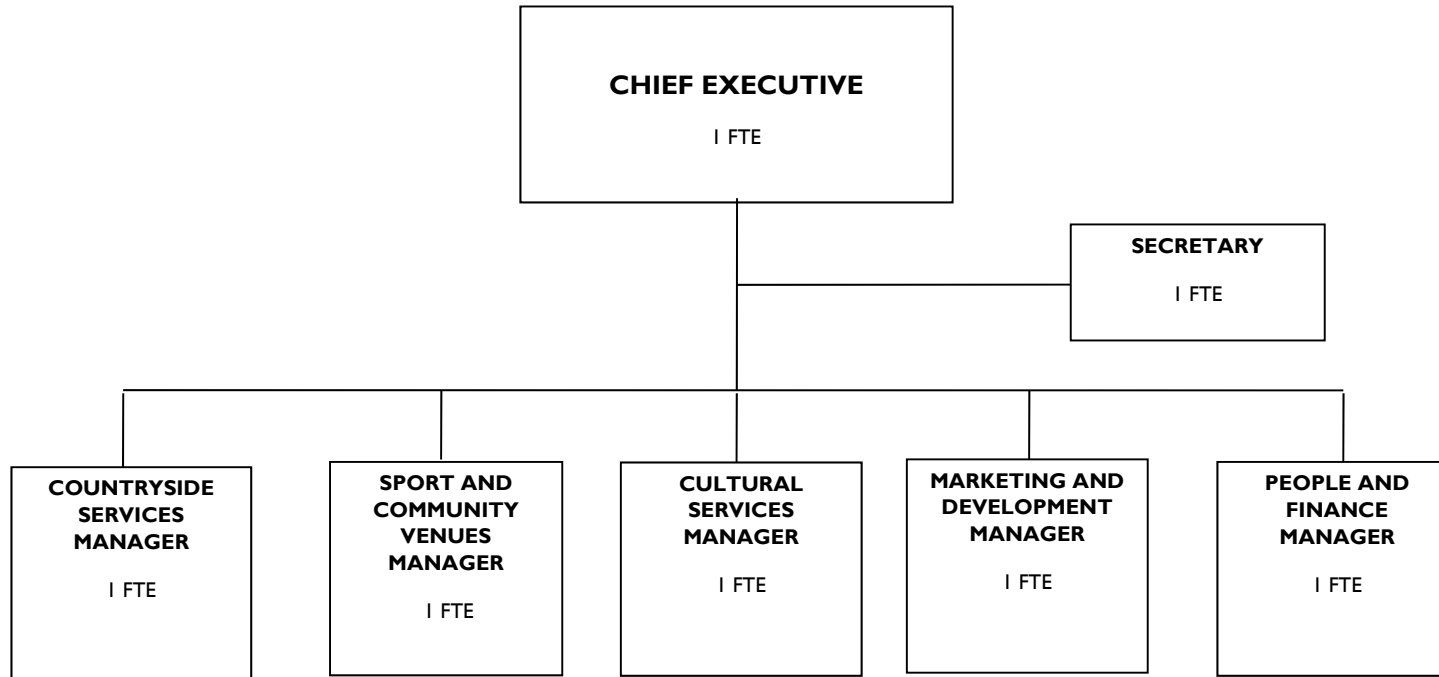 CHIEF EXECUTIVE
1 FTE
SECRETARY
1 FTE
COUNTRYSIDE
SERVICES
MANAGER
1 FTE
SPORT AND
COMMUNITY
VENUES
MANAGER
1 FTE
CULTURAL
SERVICES
MANAGER
1 FTE
MARKETING AND
DEVELOPMENT
MANAGER
1 FTE
PEOPLE AND
FINANCE
MANAGER
1 FTE